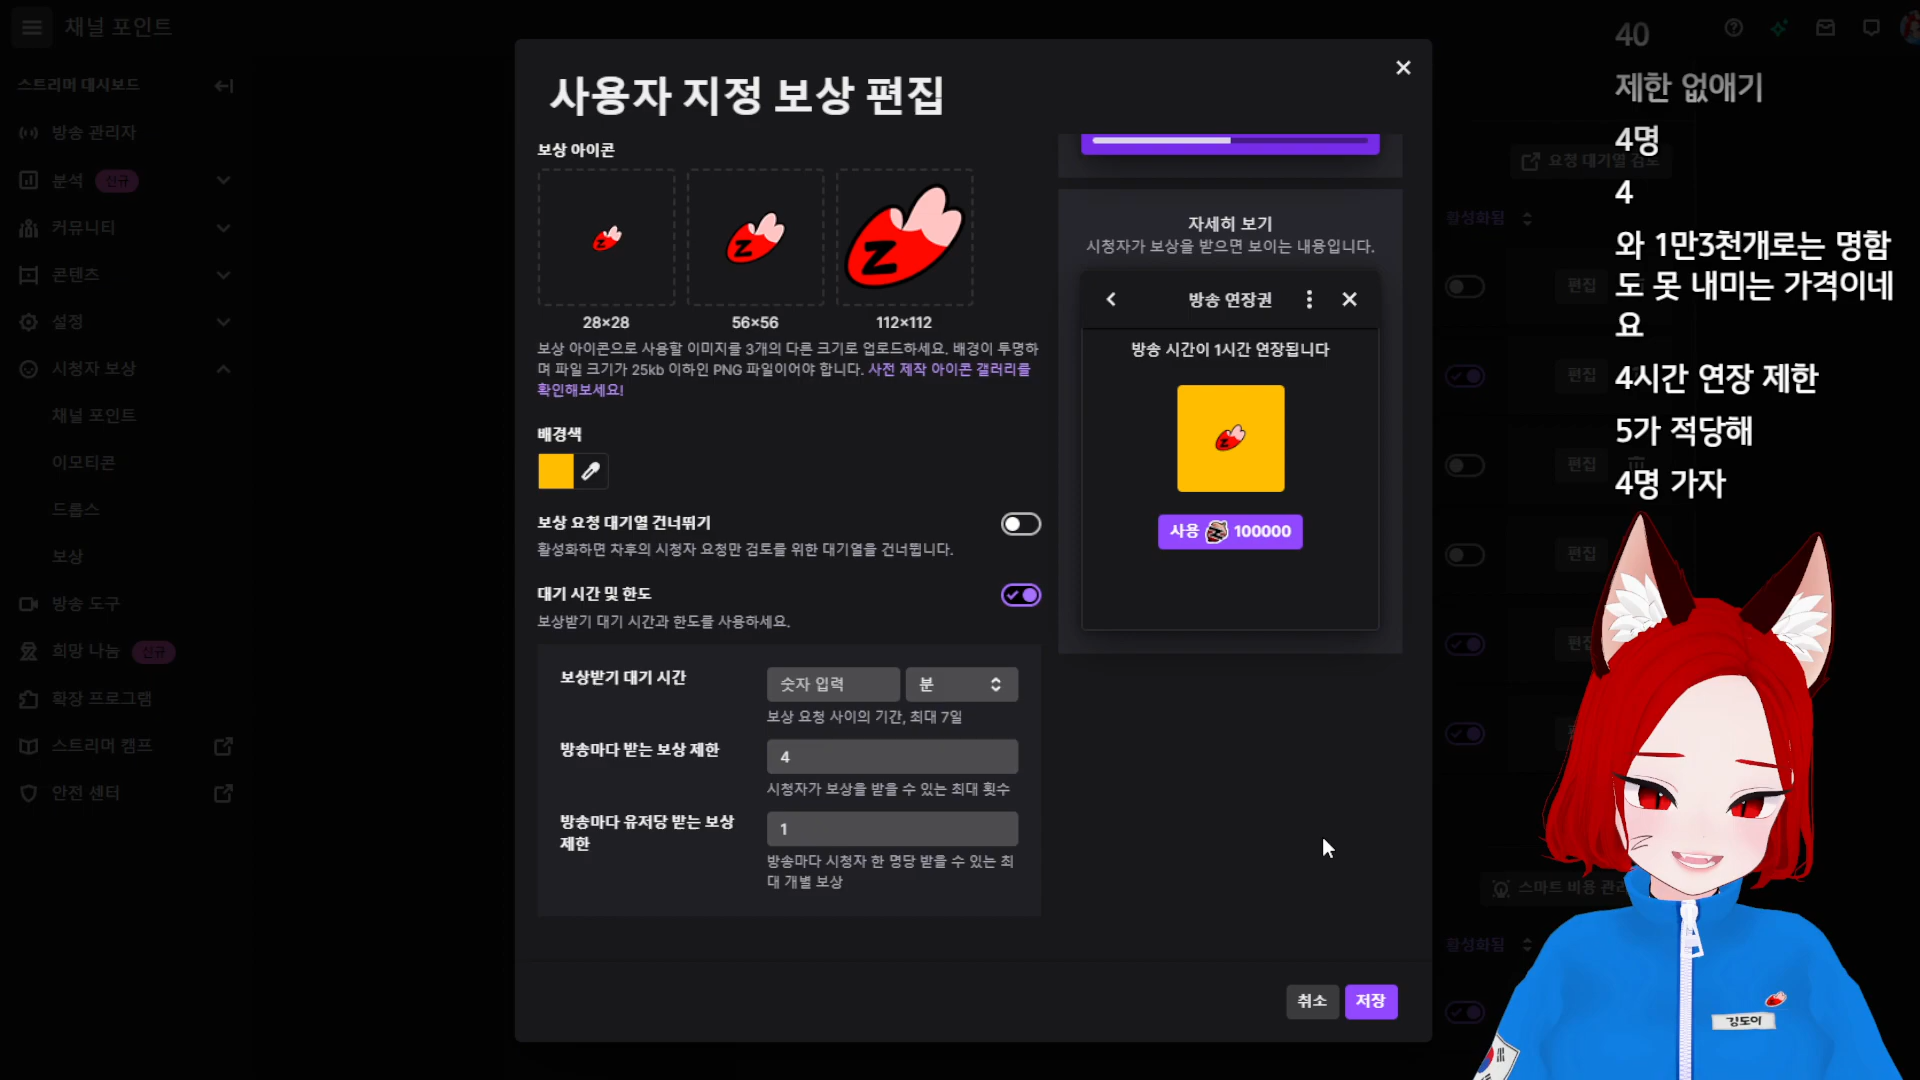 채널 포인트
스트리머 대시보드
방송 관리자
분석 신규
커뮤니티
콘텐츠
설정
시청자 보상
채널 포인트
이모티콘
드롭스
보상
방송 도구
희망 나눔 신규
확장 프로그램
스트리머 캠프
안전 센터
사용자 지정 보상 편집
보상 아이콘
28×28
56×56
112×112
보상 아이콘으로 사용할 이미지를 3개의 다른 크기로 업로드하세요. 배경이 투명하
며 파일 크기가 25kb 이하인 PNG 파일이어야 합니다. 사전 제작 아이콘 갤러리를
확인해보세요!
배경색
보상 요청 대기열 건너뛰기
활성화하면 차후의 시청자 요청만 검토를 위한 대기열을 건너뜁니다.
대기 시간 및 한도
보상받기 대기 시간과 한도를 사용하세요.
보상받기 대기 시간
숫자 입력
분
보상 요청 사이의 기간, 최대 7일
방송마다 받는 보상 제한
4
시청자가 보상을 받을 수 있는 최대 횟수
방송마다 유저당 받는 보상
제한
1
방송마다 시청자 한 명당 받을 수 있는 최
대 개별 보상
자세히 보기
시청자가 보상을 받으면 보이는 내용입니다.
방송 연장권
방송 시간이 1시간 연장됩니다
사용 100000
취소
저장
요청 대기열 검토
활성화됨
편집
편집
편집
편집
편집
스마트 비용 관리
활성화됨
40
제한 없애기
4명
4
와 1만3천개로는 명함
도 못 내미는 가격이네
요
4시간 연장 제한
5가 적당해
4명 가자
김도아